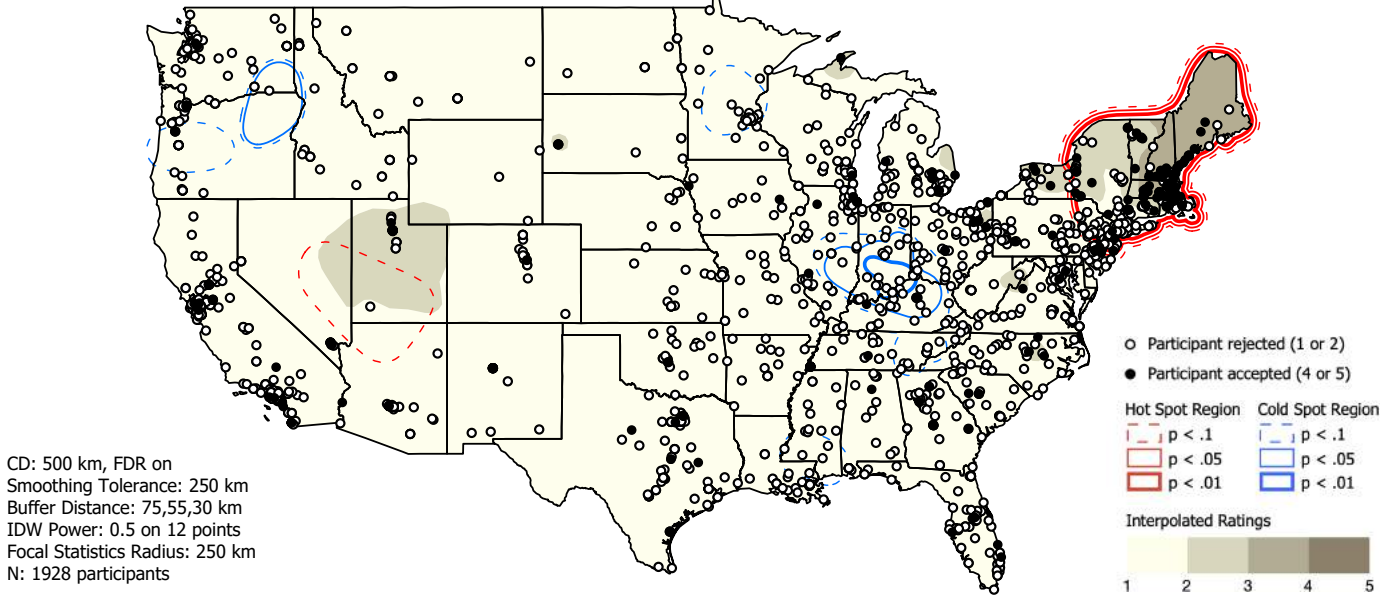 CD: 500 km, FDR on
Smoothing Tolerance: 250 km
Buffer Distance: 75,55,30 km
IDW Power: 0.5 on 12 points
Focal Statistics Radius: 250 km
N: 1928 participants
Participant rejected (1 or 2)
Participant accepted (4 or 5)
Hot Spot Region Cold Spot Region
p < .1 p < .1
p < .05 p < .05
p < .01 p < .01
Interpolated Ratings
1 2 3 4 5